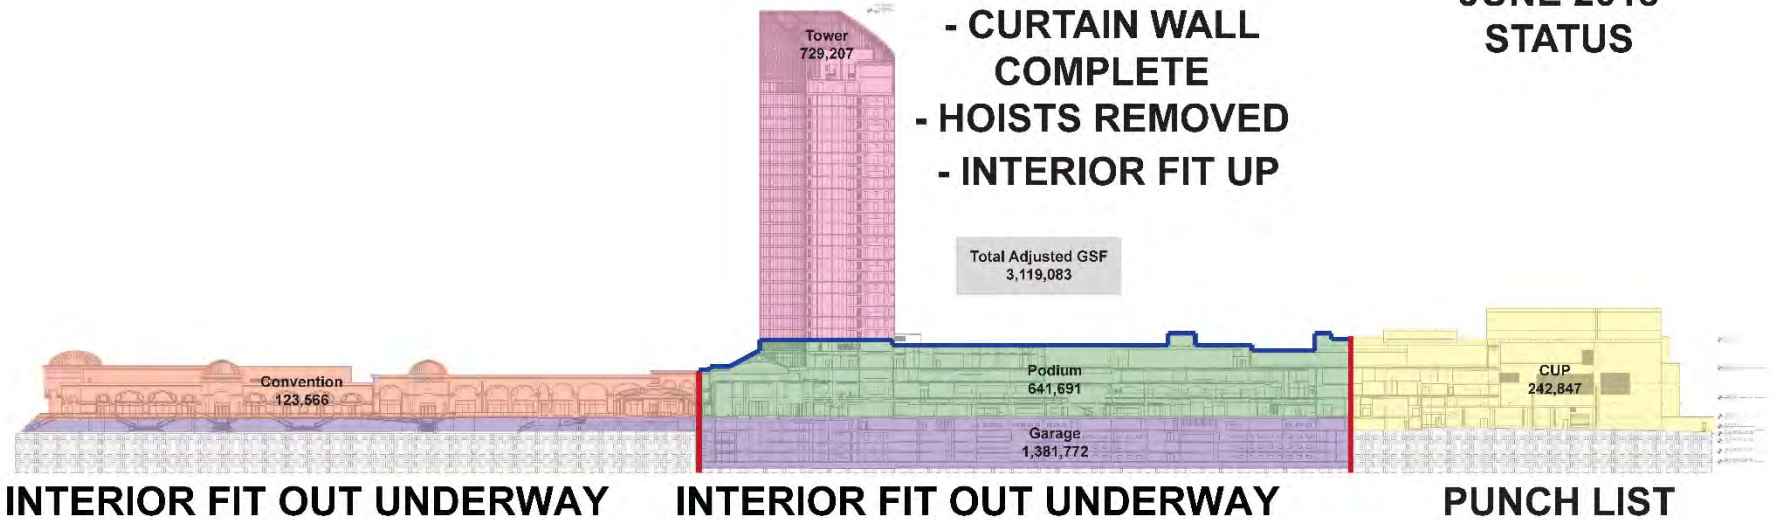 JUNE 2018
STATUS
Tower
729,207
- CURTAIN WALL
COMPLETE
- HOISTS REMOVED
- INTERIOR FIT UP
Total Adjusted GSF
3,119,083
Convention
123,566
Podium
641,691
CUP
242,847
Garage
1,381,772
INTERIOR FIT OUT UNDERWAY
INTERIOR FIT OUT UNDERWAY
PUNCH LIST